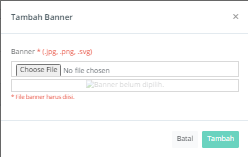 Tambah Banner ×
Banner * (.jpg, .png, .svg)
Choose File No file chosen
Banner belum dipilih.
* File banner harus diisi.
Batal Tambah